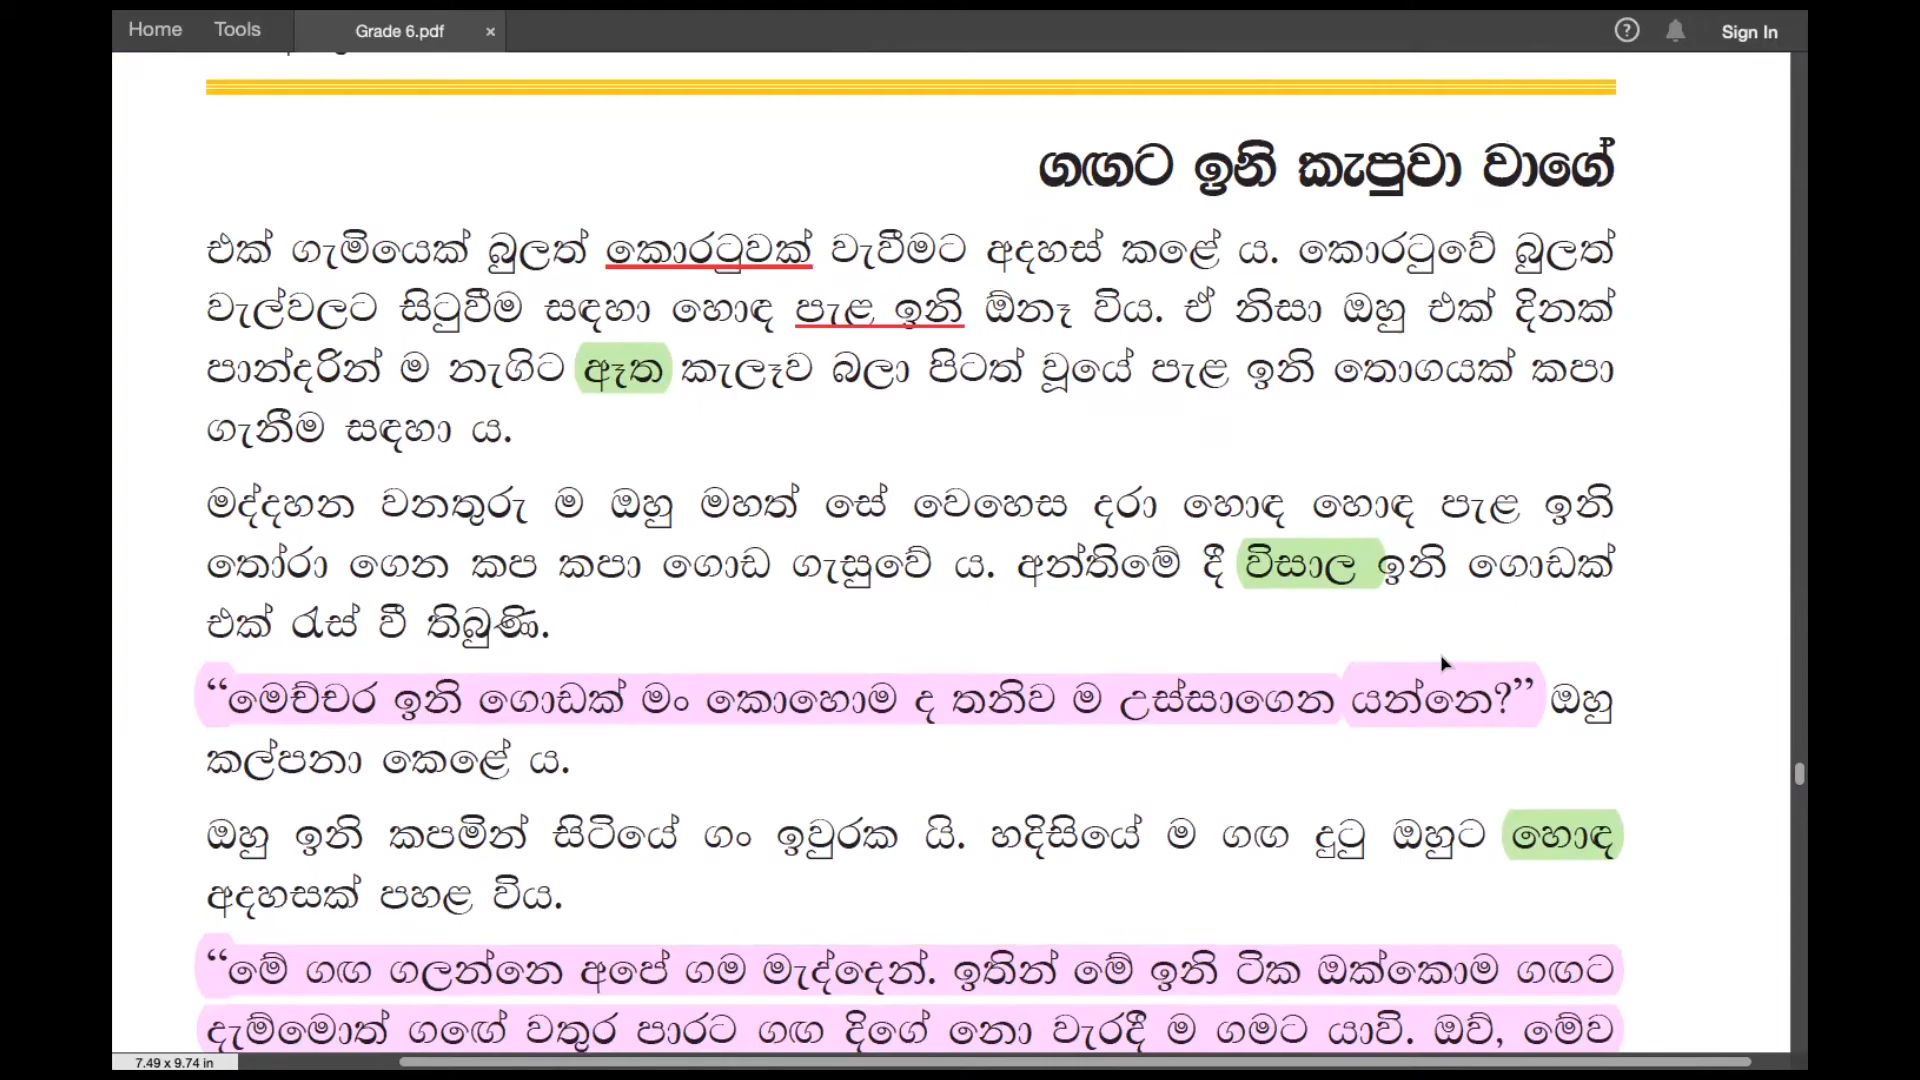 Home Tools Grade 6.pdf × ? Sign In
ගඟට ඉනි කැපුවා වාගේ
එක් ගැමියෙක් බුලත් කොරටුවක් වැවීමට අදහස් කළේ ය. කොරටුවේ බුලත්
වැල්වලට සිටුවීම සඳහා හොඳ පැළ ඉනි ඕනෑ විය. ඒ නිසා ඔහු එක් දිනක්
පාන්දරින් ම නැගිට ඈත කැලෑව බලා පිටත් වූයේ පැළ ඉනි තොගයක් කපා
ගැනීම සඳහා ය.
මද්දහන වනතුරු ම ඔහු මහත් සේ වෙහෙස දරා හොඳ හොඳ පැළ ඉනි
තෝරා ගෙන කප කපා ගොඩ ගැසුවේ ය. අන්තිමේ දී විසාල ඉනි ගොඩක්
එක් රැස් වී තිබුණි.
“මෙච්චර ඉනි ගොඩක් මං කොහොම ද තනිව ම උස්සාගෙන යන්නෙ?” ඔහු
කල්පනා කෙළේ ය.
ඔහු ඉනි කපමින් සිටියේ ගං ඉවුරක යි. හදිසියේ ම ගඟ දුටු ඔහුට හොඳ
අදහසක් පහළ විය.
“මේ ගඟ ගලන්නෙ අපේ ගම මැද්දෙන්. ඉතින් මේ ඉනි ටික ඔක්කොම ගඟට
දැම්මොත් ගඟේ වතුර පාරට ගඟ දිගේ නො වැරදී ම ගමට යාවි. ඔව්, මේව
7.49 x 9.74 in